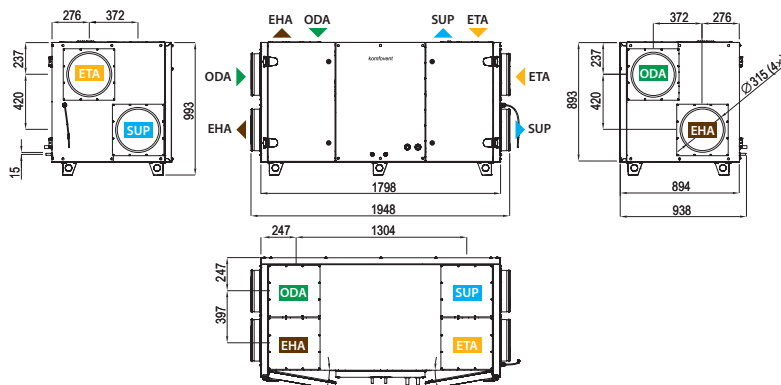 EHA ODA SUP ETA
276 372
372 276
237
420
993
15
ETA
SUP
komfovent
ODA
EHA
ETA
SUP
1798
1948
893
237
420
ODA
EHA
Ø315 (4x)
894
938
247 1304
247
397
ODA SUP
EHA ETA